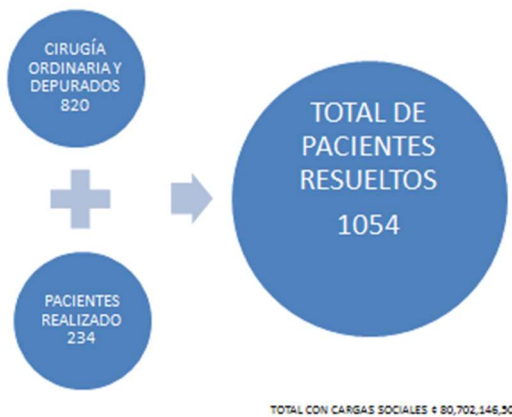 CIRUGÍA
ORDINARIA Y
DEPURADOS
820
TOTAL DE
PACIENTES
RESUELTOS
1054
PACIENTES
REALIZADO
234
TOTAL CON CARGAS SOCIALES ¢ 80,702,146,50